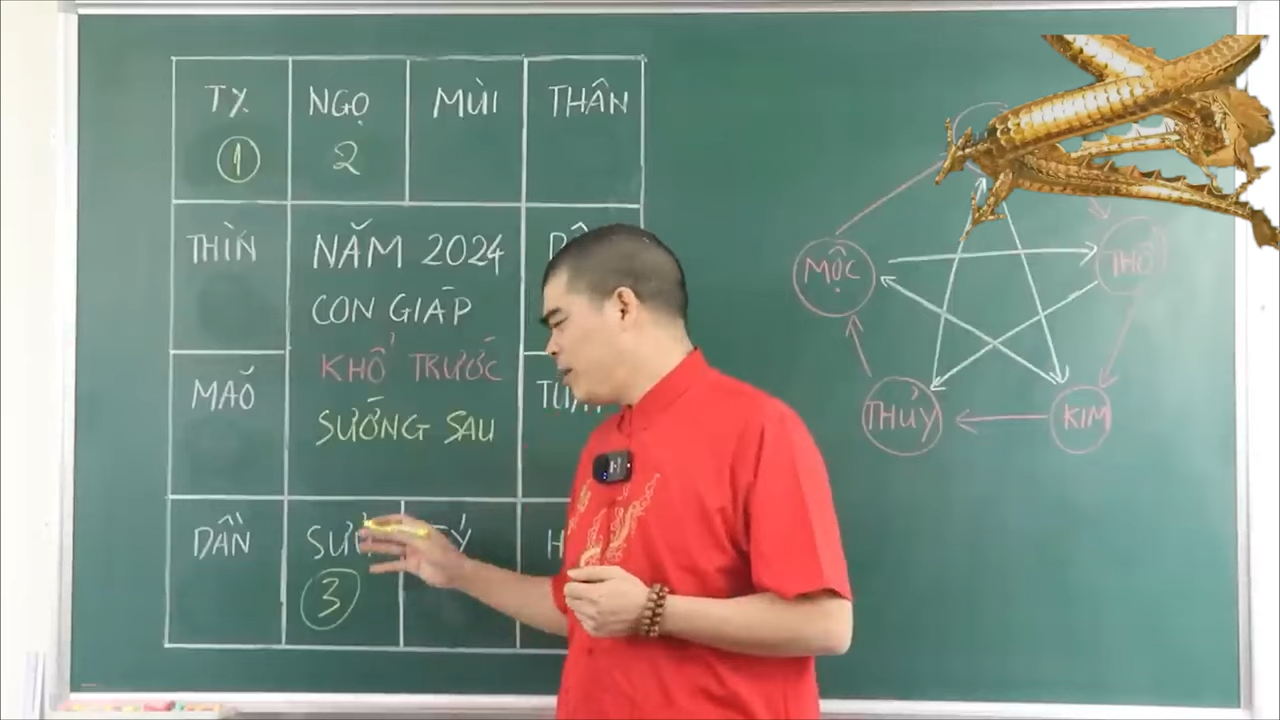 TỴ
NGỌ
MÙI
THÂN
1
2
THÌN
NĂM 2024
CON GIÁP
KHỔ TRƯỚC
SƯỚNG SAU
MÃO
DẦN
3
MỘC
THỔ
THỦY
KIM